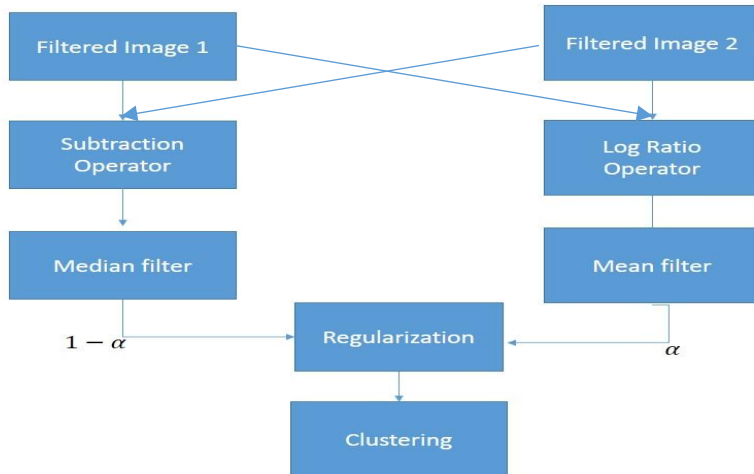 Filtered Image 1
Filtered Image 2
Subtraction
Operator
Log Ratio
Operator
Median filter
Mean filter
1 − α
Regularization
α
Clustering